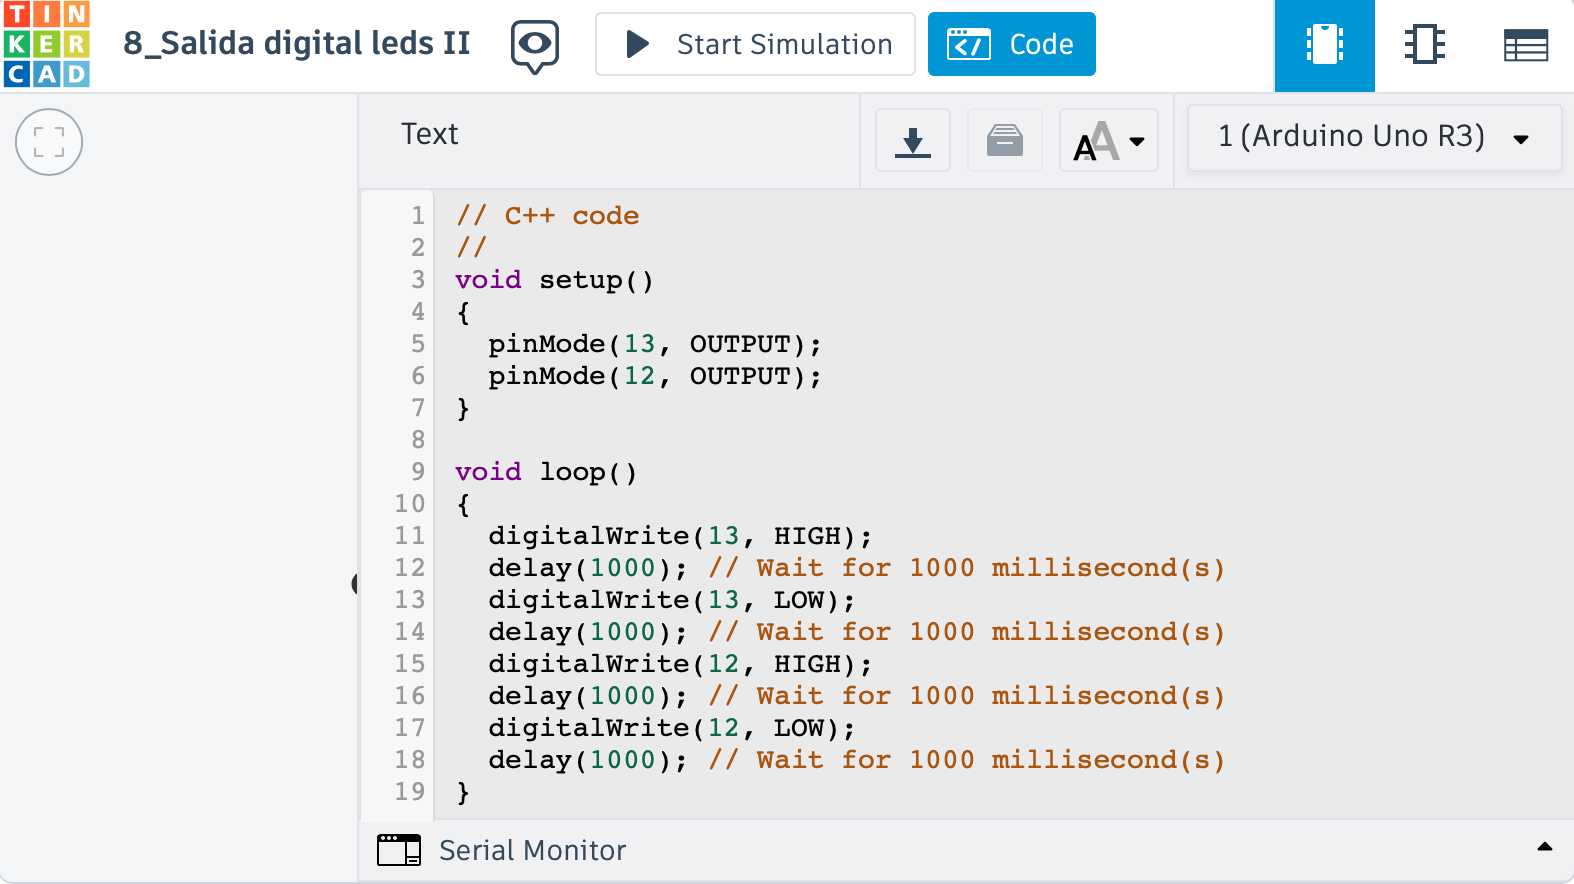 TIN
KER
CAD
8_Salida digital leds II
Start Simulation
Code
Text
AA
1 (Arduino Uno R3)
1 // C++ code
2 //
3 void setup()
4 {
5   pinMode(13, OUTPUT);
6   pinMode(12, OUTPUT);
7 }
8
9 void loop()
10 {
11   digitalWrite(13, HIGH);
12   delay(1000); // Wait for 1000 millisecond(s)
13   digitalWrite(13, LOW);
14   delay(1000); // Wait for 1000 millisecond(s)
15   digitalWrite(12, HIGH);
16   delay(1000); // Wait for 1000 millisecond(s)
17   digitalWrite(12, LOW);
18   delay(1000); // Wait for 1000 millisecond(s)
19 }
Serial Monitor